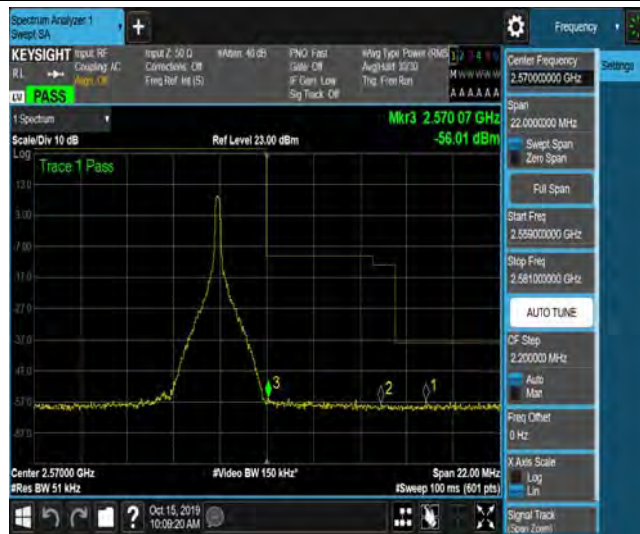 Spectrum Analyzer 1
Swept SA
+
Frequency
KEYSIGHT
Input: RF
Coupling: AC
Align: Off
Input Z: 50 Ω
Corrections: Off
Freq Ref: Int (S)
#Atten: 40 dB
PNO: Fast
Gate: Off
IF Gain: Low
Sig Track: Off
#Avg Type: Power (RMS)
Avg|Hold: 30/30
Trig: Free Run
M W W W W W
A A A A A A
RL
LV PASS
1 Spectrum
Scale/Div 10 dB
Ref Level 23.00 dBm
Mkr3 2.570 07 GHz
-56.01 dBm
Log
Trace 1 Pass
13.0
3.00
-7.00
-17.0
-27.0
-37.0
-47.0
-57.0
-67.0
3
2
1
Center 2.57000 GHz
#Video BW 150 kHz*
Span 22.00 MHz
#Res BW 51 kHz
#Sweep 100 ms (601 pts)
Oct 15, 2019
10:09:20 AM
Center Frequency
2.570000000 GHz
Settings
Span
22.0000000 MHz
Swept Span
Zero Span
Full Span
Start Freq
2.559000000 GHz
Stop Freq
2.581000000 GHz
AUTO TUNE
CF Step
2.200000 MHz
Auto
Man
Freq Offset
0 Hz
X Axis Scale
Log
Lin
Signal Track
(Span Zoom)